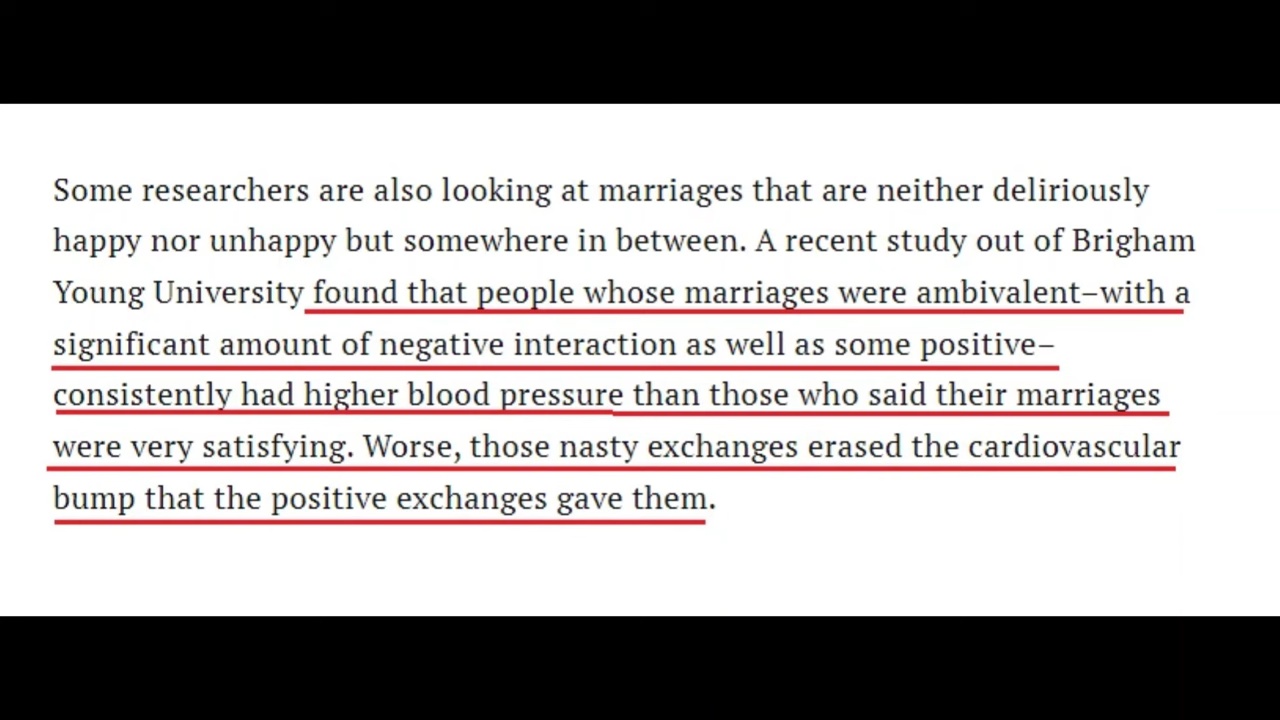 Some researchers are also looking at marriages that are neither deliriously
happy nor unhappy but somewhere in between. A recent study out of Brigham
Young University found that people whose marriages were ambivalent–with a
significant amount of negative interaction as well as some positive–
consistently had higher blood pressure than those who said their marriages
were very satisfying. Worse, those nasty exchanges erased the cardiovascular
bump that the positive exchanges gave them.